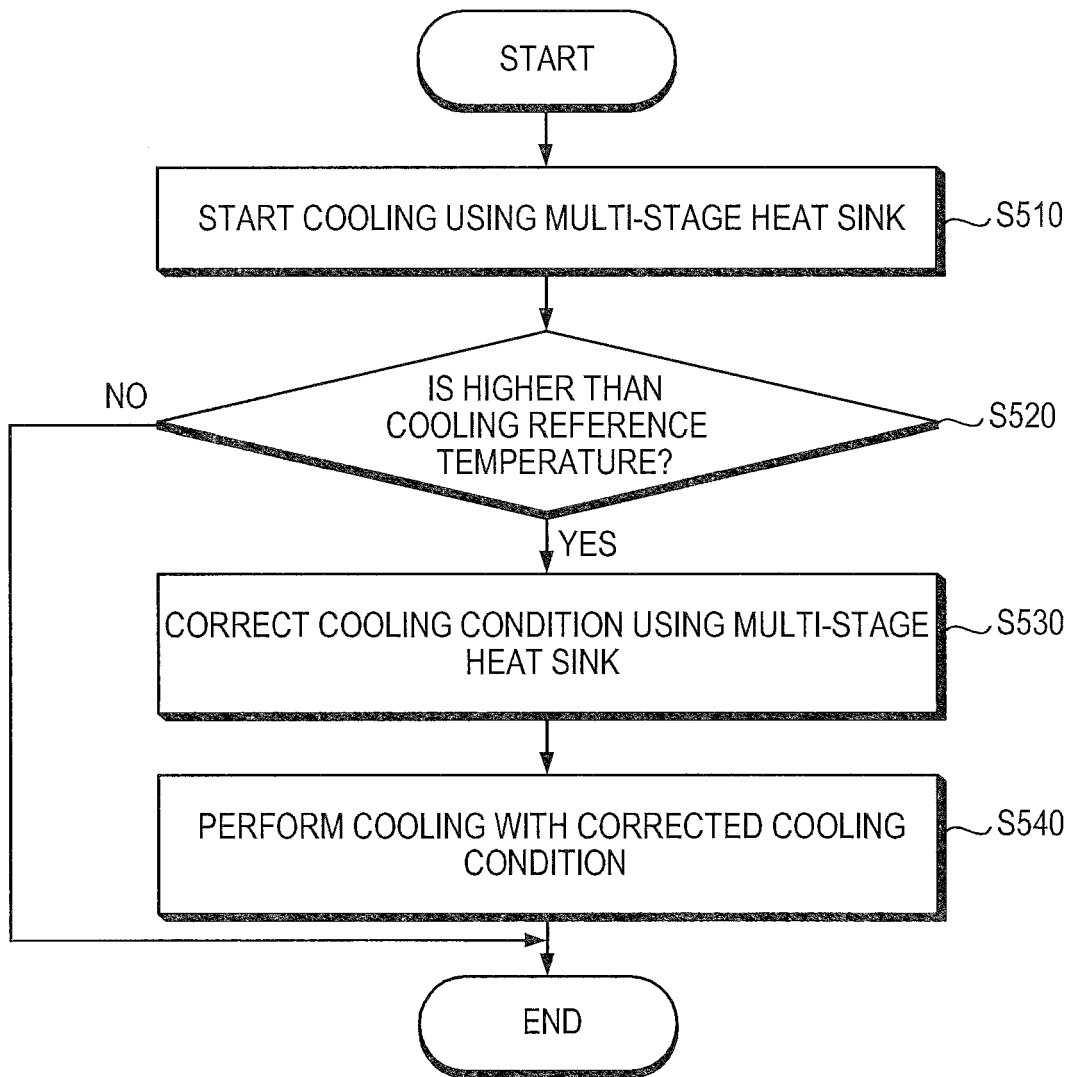 START
START COOLING USING MULTI-STAGE HEAT SINK
S510
IS HIGHER THAN
COOLING REFERENCE
TEMPERATURE?
S520
NO
YES
CORRECT COOLING CONDITION USING MULTI-STAGE
HEAT SINK
S530
PERFORM COOLING WITH CORRECTED COOLING
CONDITION
S540
END